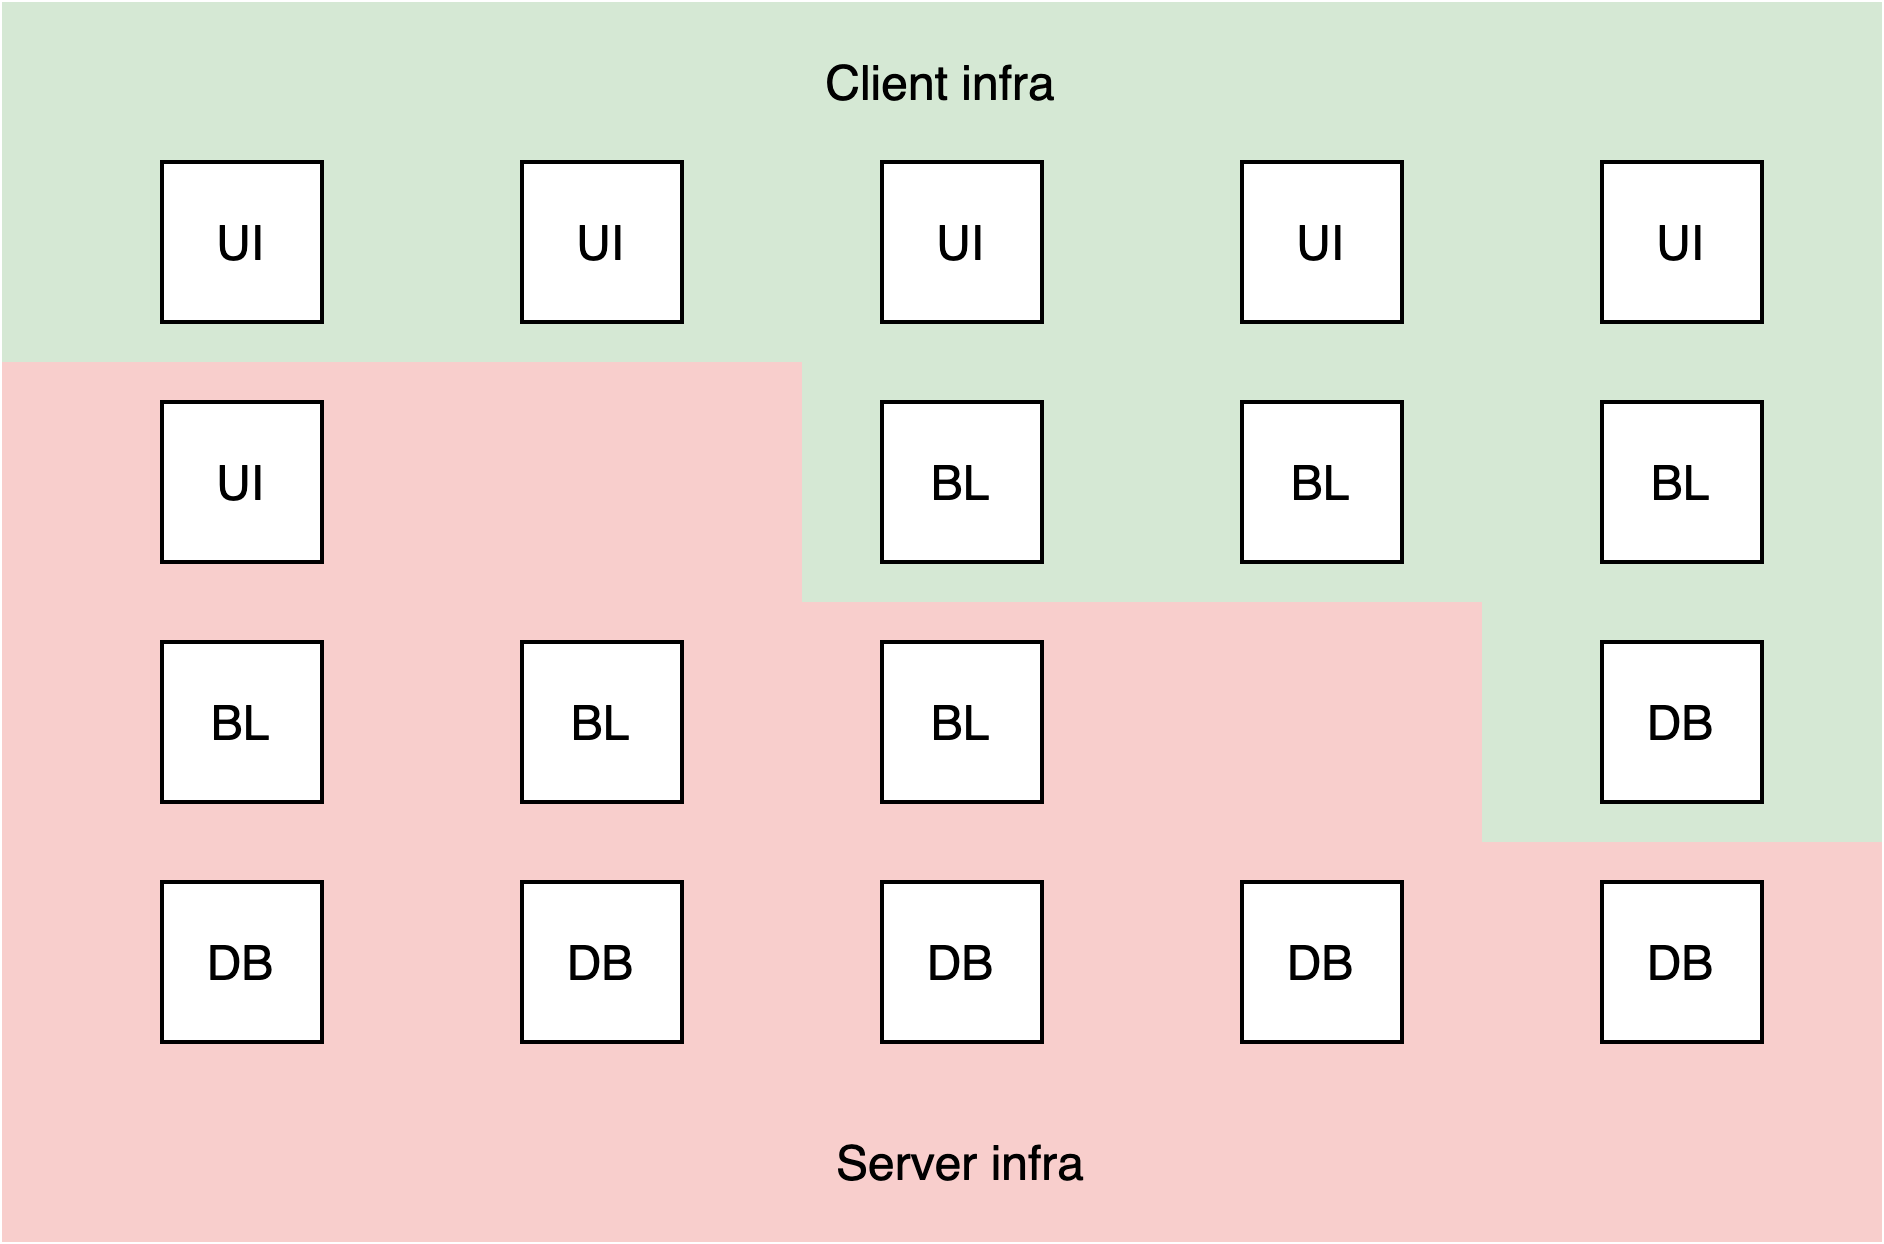 Client infra
UI UI UI UI UI
UI BL BL BL
BL BL BL DB
DB DB DB DB DB
Server infra